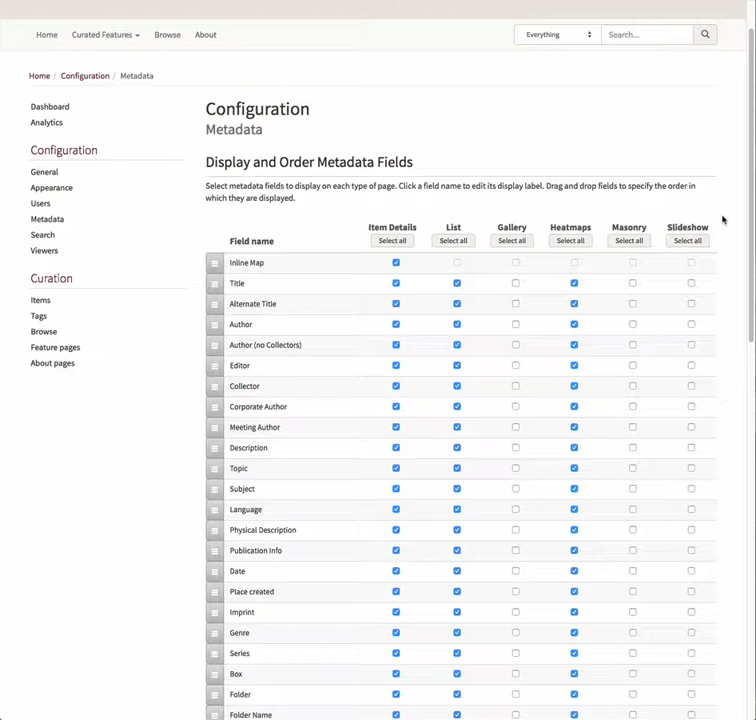 Home Curated Features Browse About Everything Search...
Home / Configuration / Metadata
Dashboard
Analytics
Configuration
General
Appearance
Users
Metadata
Search
Viewers
Curation
Items
Tags
Browse
Feature pages
About pages
Configuration
Metadata
Display and Order Metadata Fields
Select metadata fields to display on each type of page. Click a field name to edit its display label. Drag and drop fields to specify the order in
which they are displayed.
Field name Item Details List Gallery Heatmaps Masonry Slideshow
Select all Select all Select all Select all Select all Select all
Inline Map
Title
Alternate Title
Author
Author (no Collectors)
Editor
Collector
Corporate Author
Meeting Author
Description
Topic
Subject
Language
Physical Description
Publication Info
Date
Place created
Imprint
Genre
Series
Box
Folder
Folder Name